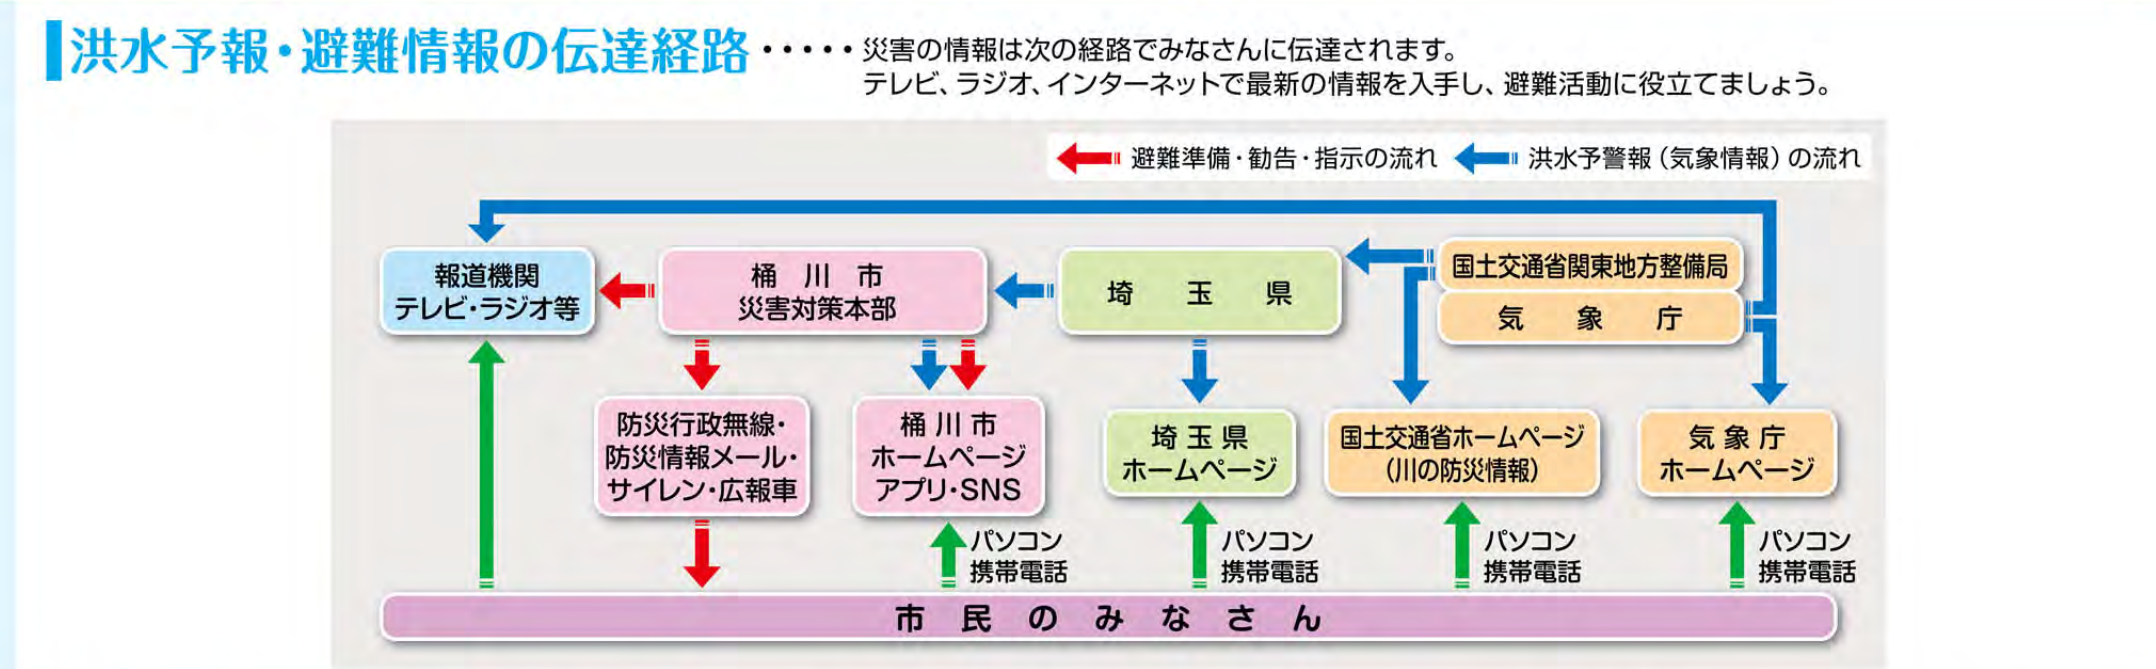 洪水予報・避難情報の伝達経路・・・・・災害の情報は次の経路でみなさんに伝達されます。
テレビ、ラジオ、インターネットで最新の情報を入手し、避難活動に役立てましょう。
避難準備・勧告・指示の流れ 洪水予警報（気象情報）の流れ
報道機関
テレビ・ラジオ等
桶川市
災害対策本部
埼玉県
国土交通省関東地方整備局
気象庁
防災行政無線・
防災情報メール・
サイレン・広報車
桶川市
ホームページ
アプリ・SNS
埼玉県
ホームページ
国土交通省ホームページ
（川の防災情報）
気象庁
ホームページ
パソコン
携帯電話
パソコン
携帯電話
パソコン
携帯電話
パソコン
携帯電話
市民のみなさん